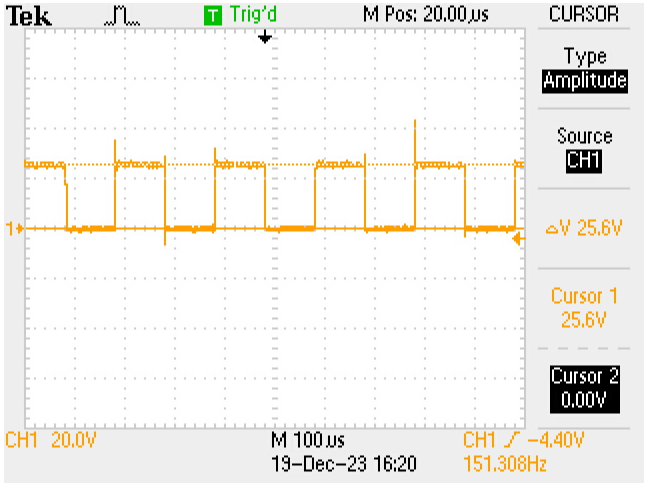 Tek T Trig'd M Pos: 20.00µs CURSOR
Type
Amplitude
Source
CH1
△V 25.6V
Cursor 1
25.6V
Cursor 2
0.00V
1
CH1 20.0V M 100µs CH1 -4.40V
19-Dec-23 16:20 151.308Hz